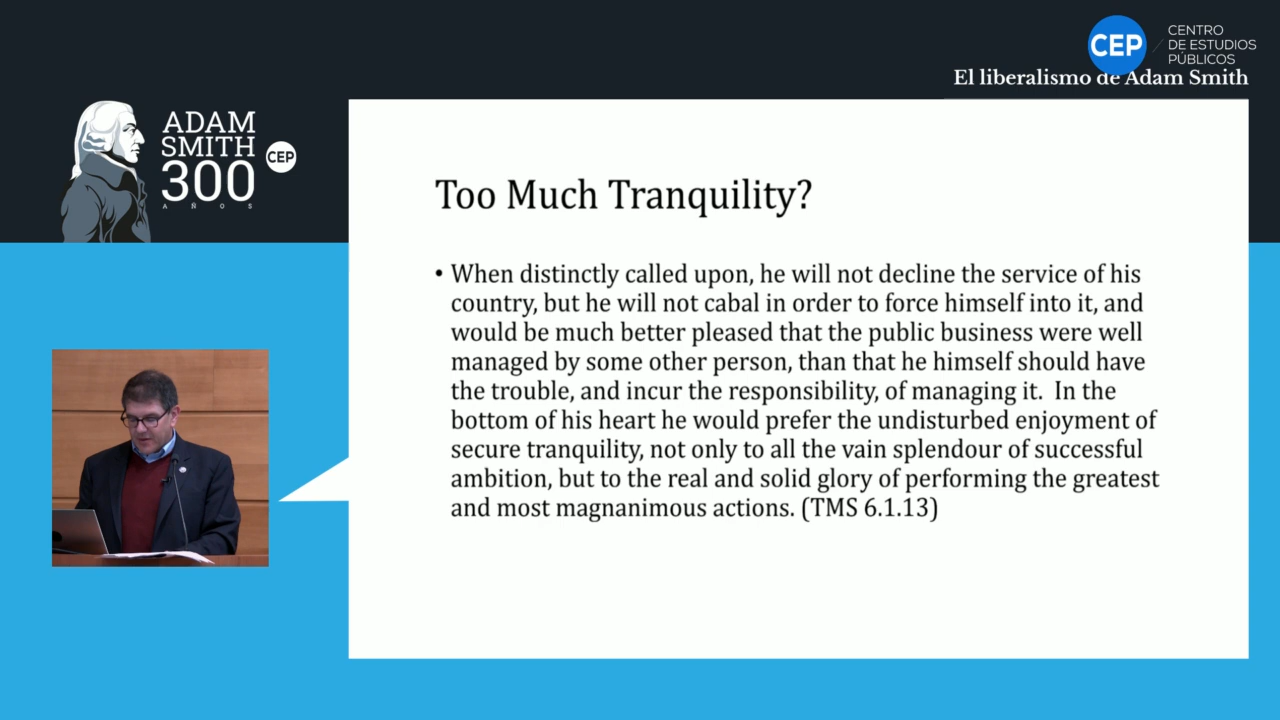 CEP
CENTRO
DE ESTUDIOS
PÚBLICOS
El liberalismo de Adam Smith
ADAM
SMITH
300
AÑOS
CEP
Too Much Tranquility?
• When distinctly called upon, he will not decline the service of his
country, but he will not cabal in order to force himself into it, and
would be much better pleased that the public business were well
managed by some other person, than that he himself should have
the trouble, and incur the responsibility, of managing it. In the
bottom of his heart he would prefer the undisturbed enjoyment of
secure tranquility, not only to all the vain splendour of successful
ambition, but to the real and solid glory of performing the greatest
and most magnanimous actions. (TMS 6.1.13)